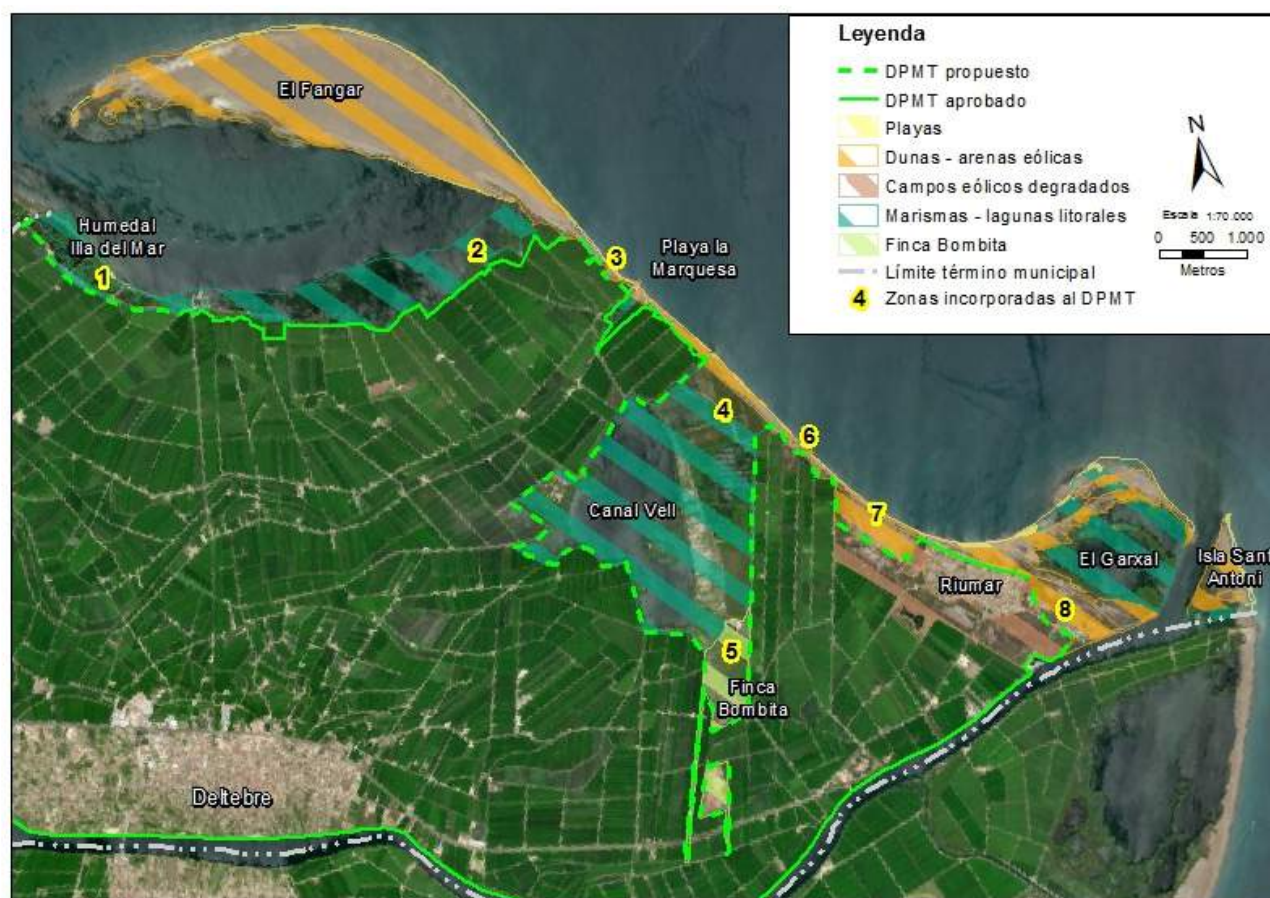 Leyenda
DPMT propuesto
DPMT aprobado
Playas
Dunas - arenas eólicas
Campos eólicos degradados
Marismas - lagunas litorales
Finca Bombita
Límite término municipal
4 Zonas incorporadas al DPMT
N
Escala 1:70.000
0 500 1.000
Metros
El Fangar
Humedal
Illa del Mar
1
2
3
Playa la
Marquesa
4
6
Canal Vell
7
El Garxal
Isla Sant
Antoni
Riumar
8
5
Finca
Bombita
Deltebre